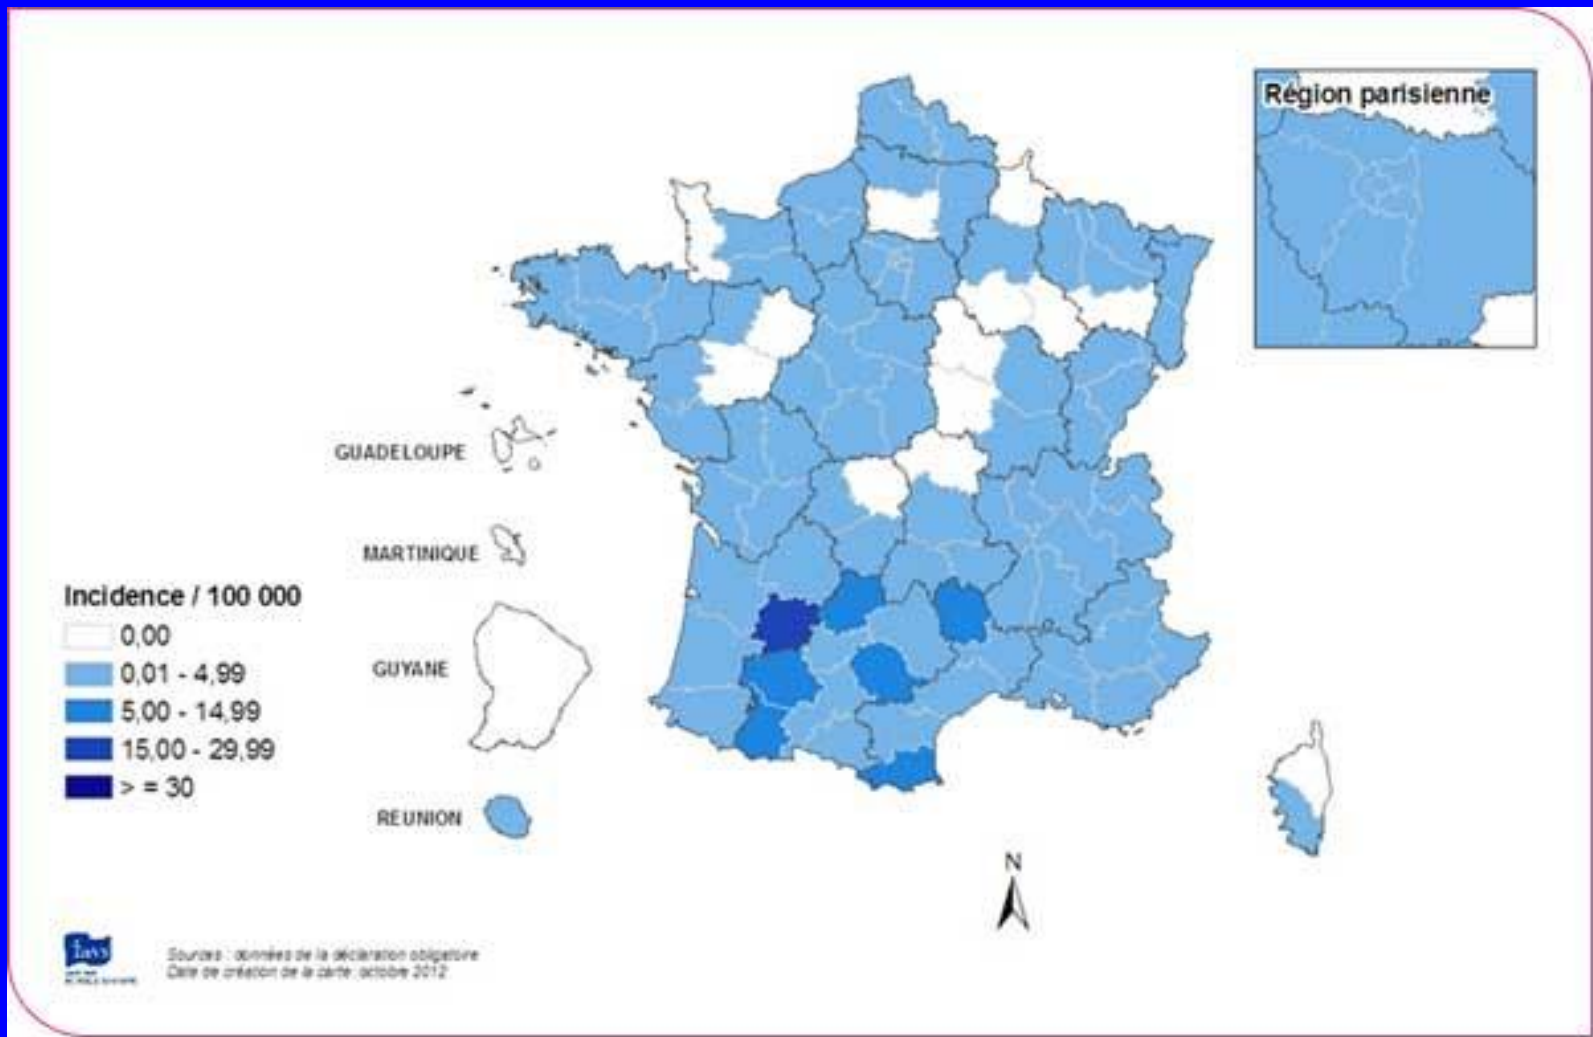 Région parisienne
GUADELOUPE
MARTINIQUE
GUYANE
REUNION
Incidence / 100 000
0,00
0,01 - 4,99
5,00 - 14,99
15,00 - 29,99
> = 30
N
Sources : données de la déclaration obligatoire
Date de création de la carte: octobre 2012